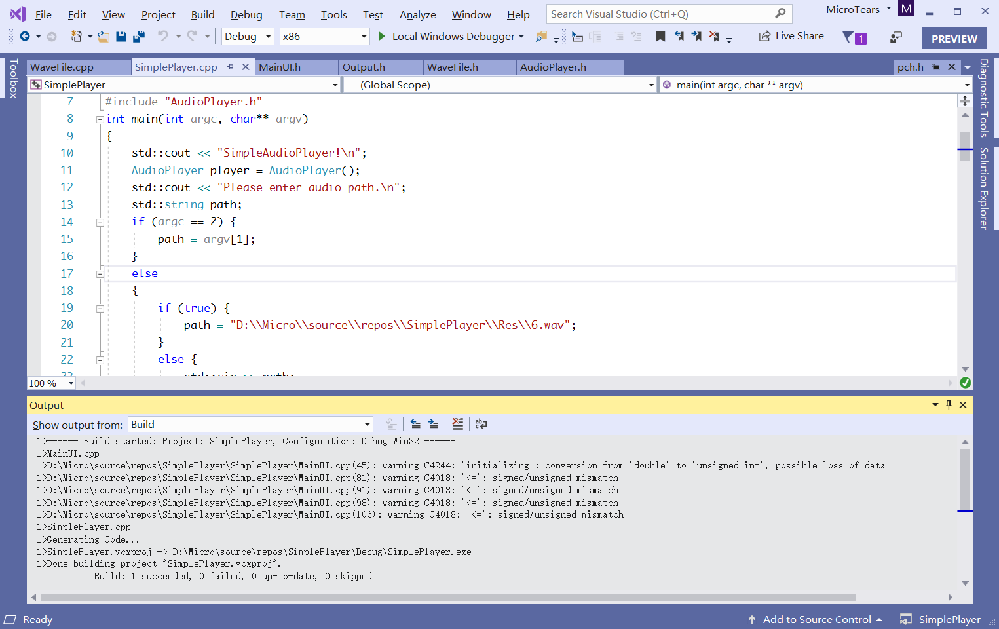 File Edit View Project Build Debug Team Tools Test Analyze Window Help Search Visual Studio (Ctrl+Q) MicroTears M
Debug x86 Local Windows Debugger Live Share 1 PREVIEW
Toolbox
WaveFile.cpp SimplePlayer.cpp MainUI.h Output.h WaveFile.h AudioPlayer.h pch.h
SimplePlayer (Global Scope) main(int argc, char ** argv)
7 #include "AudioPlayer.h"
8 int main(int argc, char** argv)
9 {
10 std::cout << "SimpleAudioPlayer!\n";
11 AudioPlayer player = AudioPlayer();
12 std::cout << "Please enter audio path.\n";
13 std::string path;
14 if (argc == 2) {
15 path = argv[1];
16 }
17 else
18 {
19 if (true) {
20 path = "D:\\Micro\\source\\repos\\SimplePlayer\\Res\\6.wav";
21 }
22 else {
23 std::cin >> path;
100 %
Diagnostic Tools
Solution Explorer
Output
Show output from: Build
1>------ Build started: Project: SimplePlayer, Configuration: Debug Win32 ------
1>MainUI.cpp
1>D:\Micro\source\repos\SimplePlayer\SimplePlayer\MainUI.cpp(45): warning C4244: 'initializing': conversion from 'double' to 'unsigned int', possible loss of data
1>D:\Micro\source\repos\SimplePlayer\SimplePlayer\MainUI.cpp(81): warning C4018: '<=': signed/unsigned mismatch
1>D:\Micro\source\repos\SimplePlayer\SimplePlayer\MainUI.cpp(91): warning C4018: '<=': signed/unsigned mismatch
1>D:\Micro\source\repos\SimplePlayer\SimplePlayer\MainUI.cpp(98): warning C4018: '<=': signed/unsigned mismatch
1>D:\Micro\source\repos\SimplePlayer\SimplePlayer\MainUI.cpp(106): warning C4018: '<=': signed/unsigned mismatch
1>SimplePlayer.cpp
1>Generating Code...
1>SimplePlayer.vcxproj -> D:\Micro\source\repos\SimplePlayer\Debug\SimplePlayer.exe
1>Done building project "SimplePlayer.vcxproj".
========== Build: 1 succeeded, 0 failed, 0 up-to-date, 0 skipped ==========
Ready Add to Source Control SimplePlayer